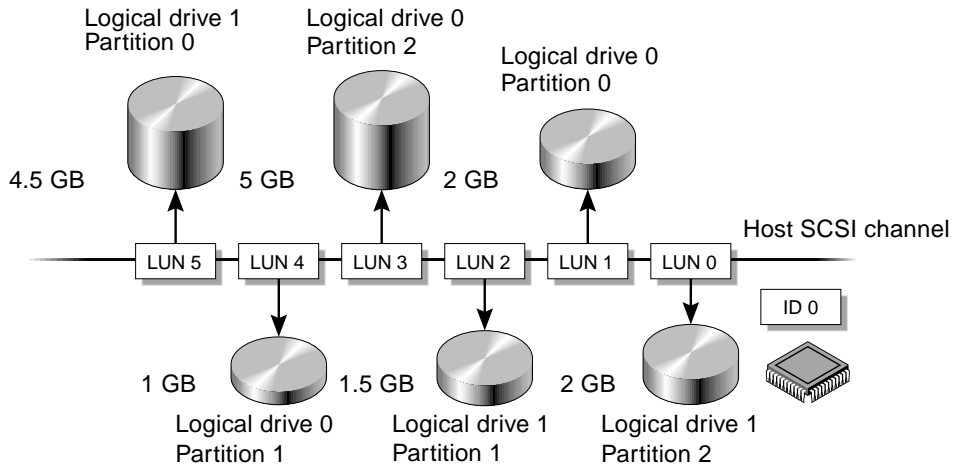 Logical drive 1
Partition 0
Logical drive 0
Partition 2
Logical drive 0
Partition 0
4.5 GB
5 GB
2 GB
Host SCSI channel
LUN 5
LUN 4
LUN 3
LUN 2
LUN 1
LUN 0
ID 0
1 GB
1.5 GB
2 GB
Logical drive 0
Partition 1
Logical drive 1
Partition 1
Logical drive 1
Partition 2